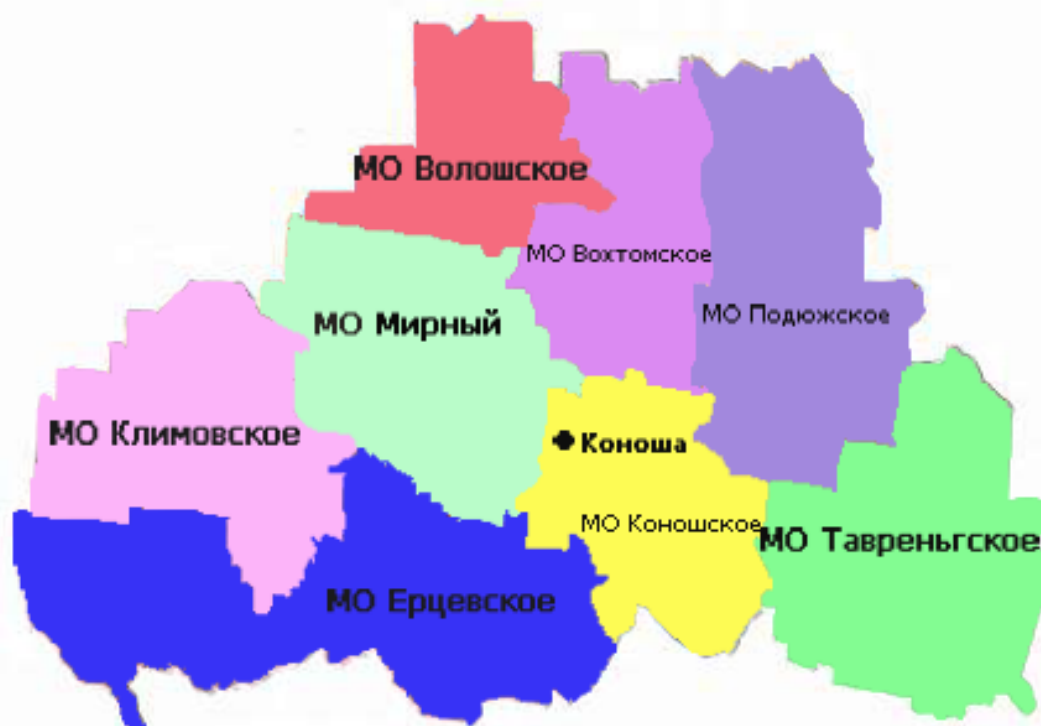 МО Волошское
МО Вохтомское
МО Подюжское
МО Мирный
МО Климовское
Коноша
МО Коношское
МО Тавреньгское
МО Ерцевское